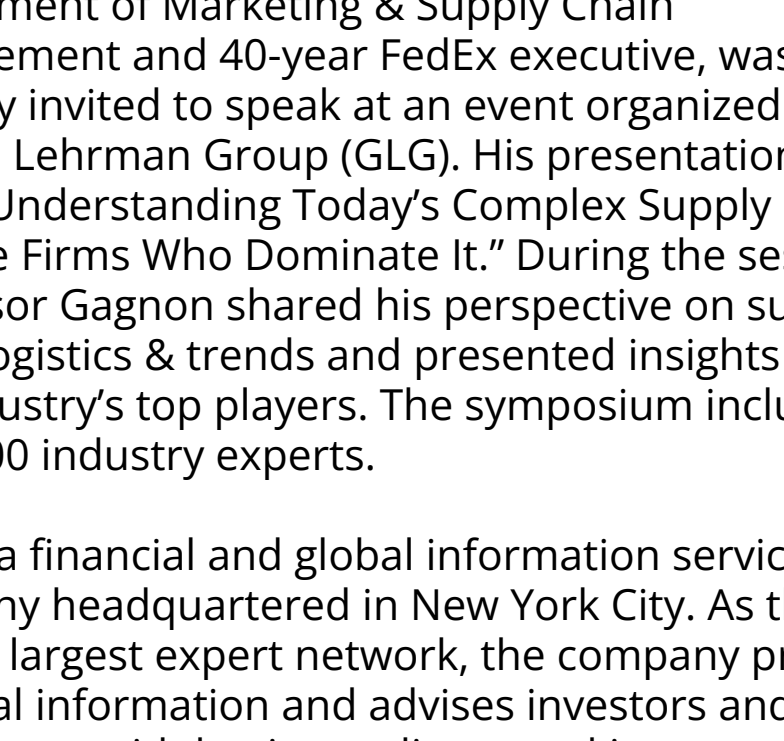 ment of Marketing & Supply Chain
ement and 40-year FedEx executive, was
y invited to speak at an event organized
Lehrman Group (GLG). His presentation
Understanding Today’s Complex Supply
e Firms Who Dominate It.” During the se
sor Gagnon shared his perspective on su
ogistics & trends and presented insights
ustry’s top players. The symposium inclu
00 industry experts.
a financial and global information servic
ny headquartered in New York City. As t
largest expert network, the company pr
al information and advises investors and